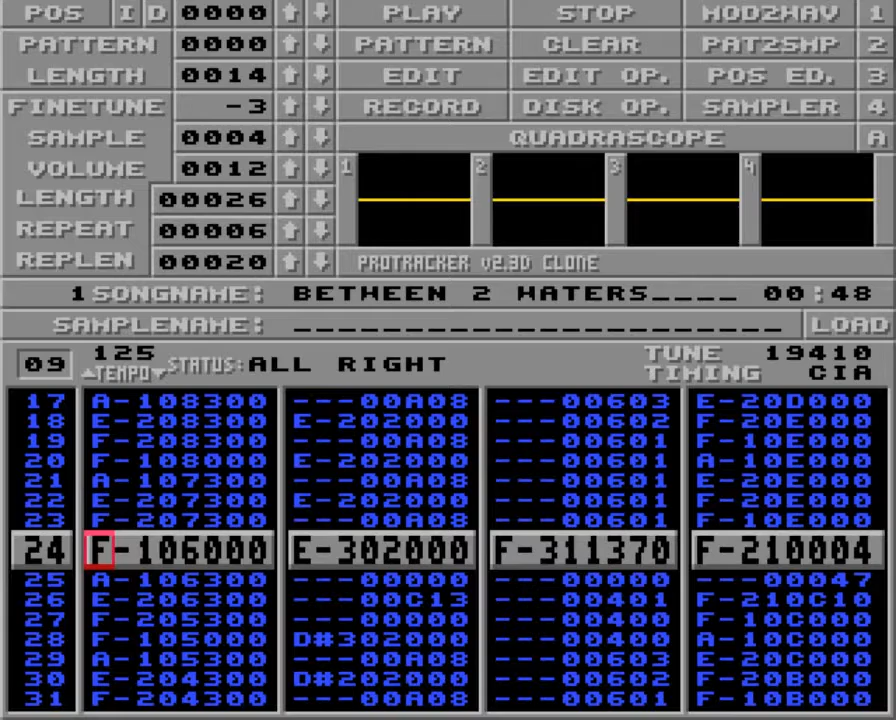 POS I D 0000 PLAY STOP MOD2WAV 1
PATTERN 0000 PATTERN CLEAR PAT2SMP 2
LENGTH 0014 EDIT EDIT OP. POS ED. 3
FINETUNE -3 RECORD DISK OP. SAMPLER 4
SAMPLE 0004 QUADRASCOPE A
VOLUME 0012 1 2 3 4
LENGTH 00026
REPEAT 00006
REPLEN 00020 PROTRACKER v2.3D CLONE
1 SONGNAME: BETWEEN 2 WATERS____ 00:48
SAMPLENAME: ______________________ LOAD
09 125 TEMPO STATUS: ALL RIGHT TUNE 19410
TIMING CIA
17 A-108300 ---00A08 ---00603 E-20D000
18 E-208300 E-202000 ---00602 F-20E000
19 F-208300 ---00A08 ---00601 F-10E000
20 F-108000 E-202000 ---00601 A-10E000
21 A-107300 ---00A08 ---00601 E-20E000
22 E-207300 E-202000 ---00601 F-20E000
23 F-207300 ---00A08 ---00601 F-10E000
24 F-106000 E-302000 F-311370 F-210004
25 A-106300 ---00000 ---00000 ---00047
26 E-206300 ---00C13 ---00401 F-210C10
27 F-205300 ---00A08 ---00400 F-10C000
28 F-105000 D#302000 ---00400 A-10C000
29 A-105300 ---00A08 ---00603 E-20C000
30 E-204300 D#202000 ---00602 F-20B000
31 F-204300 ---00A08 ---00601 F-10B000